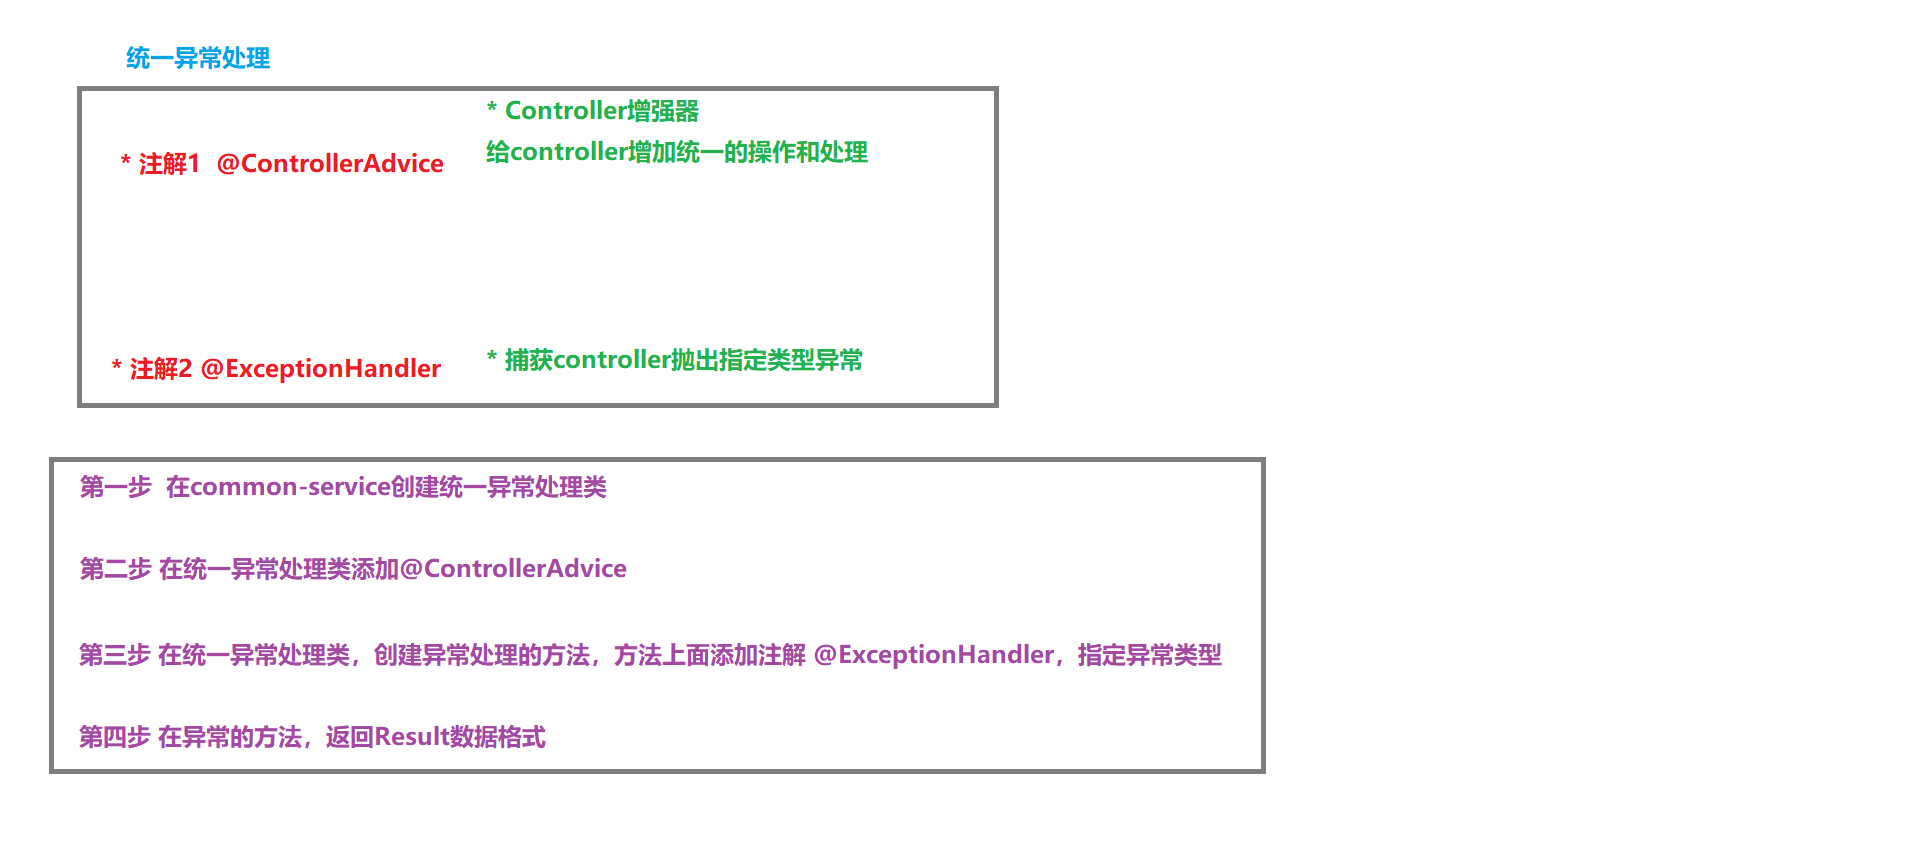 统一异常处理
* Controller增强器
给controller增加统一的操作和处理
* 注解1  @ControllerAdvice
* 捕获controller抛出指定类型异常
* 注解2 @ExceptionHandler
第一步  在common-service创建统一异常处理类
第二步 在统一异常处理类添加@ControllerAdvice
第三步 在统一异常处理类，创建异常处理的方法，方法上面添加注解 @ExceptionHandler，指定异常类型
第四步 在异常的方法，返回Result数据格式